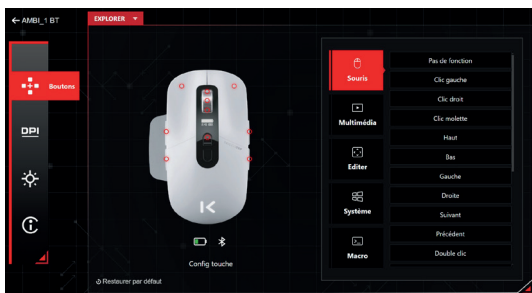 AMBI_1 BT
EXPLORER
Boutons
DPI
Config touche
Restaurer par défaut
Souris
Multimédia
Editer
Système
Macro
Pas de fonction
Clic gauche
Clic droit
Clic molette
Haut
Bas
Gauche
Droite
Suivant
Précédent
Double clic